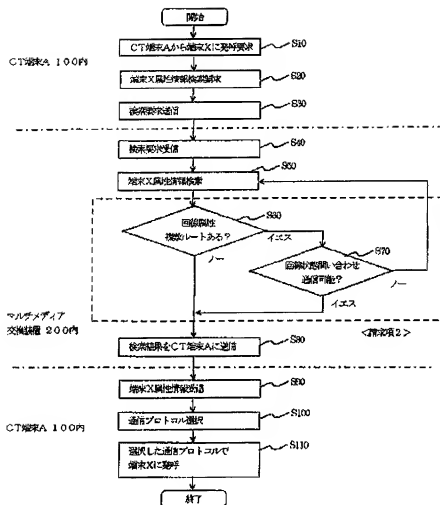 開始
CT端末A 100内
CT端末Aから端末Xに発呼要求
S10
端末X属性情報検索要求
S20
検索要求送信
S30
検索要求受信
S40
端末X属性情報検索
S50
回線属性
複数ルートある?
S60
イエス
ノー
回線状態問い合わせ
通信可能?
S70
ノー
イエス
マルチメディア
交換装置 200内
<請求項2>
検索結果をCT端末Aに送信
S80
端末X属性情報受信
S90
通信プロトコル選択
S100
CT端末A 100内
選択した通信プロトコルで
端末Xに発呼
S110
終了